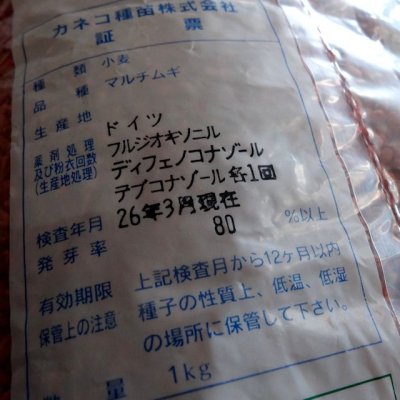 カネコ種苗株式会社
証 票
種 類 小麦
品 種 マルチムギ
生 産 地 ドイツ
薬剤処理 フルジオキソニル
及び粉衣回数 ディフェノコナゾール
(生産地処理) テブコナゾール各1回
検査年月 26年3月現在
発 芽 率 80 %以上
有効期限 上記検査月から12ヶ月以内
保管上の注意 種子の性質上、低温、低湿
の場所に保管して下さい。
数 量 1kg